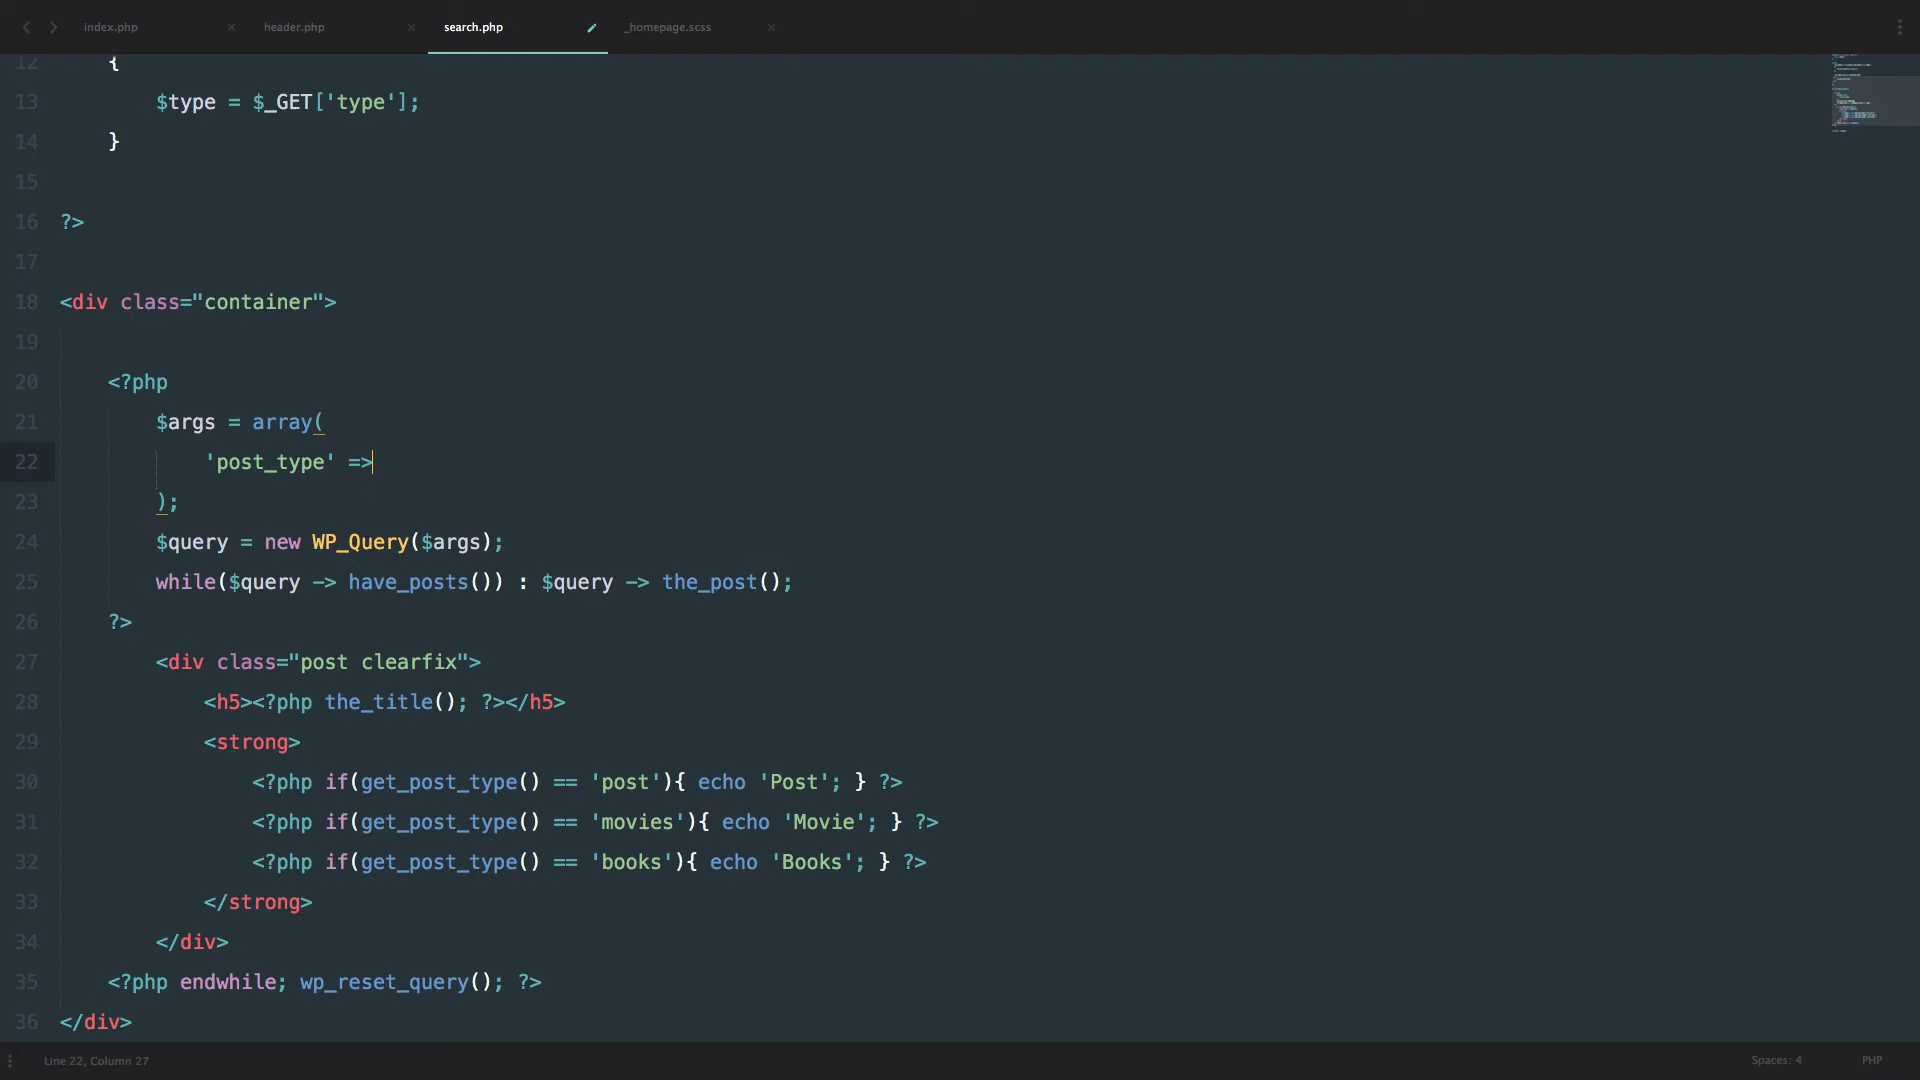 index.php header.php search.php _homepage.scss
12 {
13 $type = $_GET['type'];
14 }
15
16 ?>
17
18 <div class="container">
19
20 <?php
21 $args = array(
22 'post_type' =>
23 );
24 $query = new WP_Query($args);
25 while($query -> have_posts()) : $query -> the_post();
26 ?>
27 <div class="post clearfix">
28 <h5><?php the_title(); ?></h5>
29 <strong>
30 <?php if(get_post_type() == 'post'){ echo 'Post'; } ?>
31 <?php if(get_post_type() == 'movies'){ echo 'Movie'; } ?>
32 <?php if(get_post_type() == 'books'){ echo 'Books'; } ?>
33 </strong>
34 </div>
35 <?php endwhile; wp_reset_query(); ?>
36 </div>
Line 22, Column 27 Spaces: 4 PHP